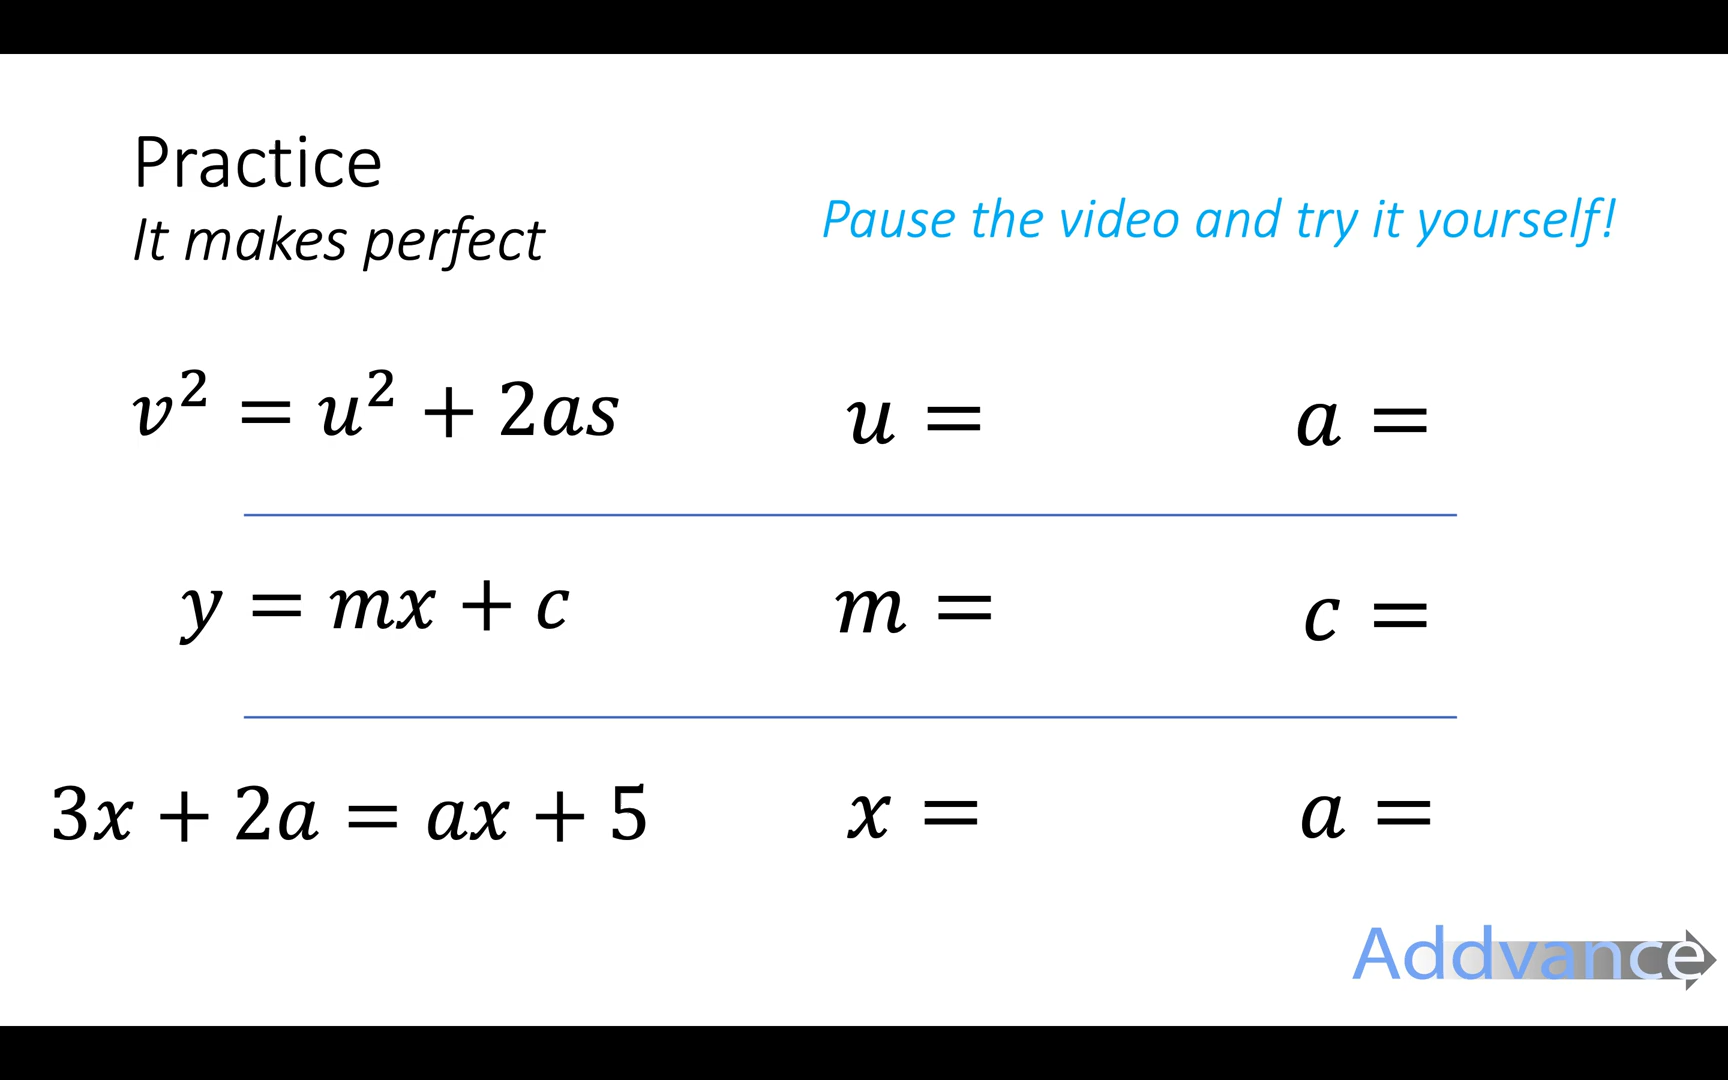 Practice
It makes perfect
Pause the video and try it yourself!
v² = u² + 2as
u =
a =
y = mx + c
m =
c =
3x + 2a = ax + 5
x =
a =
Addvance